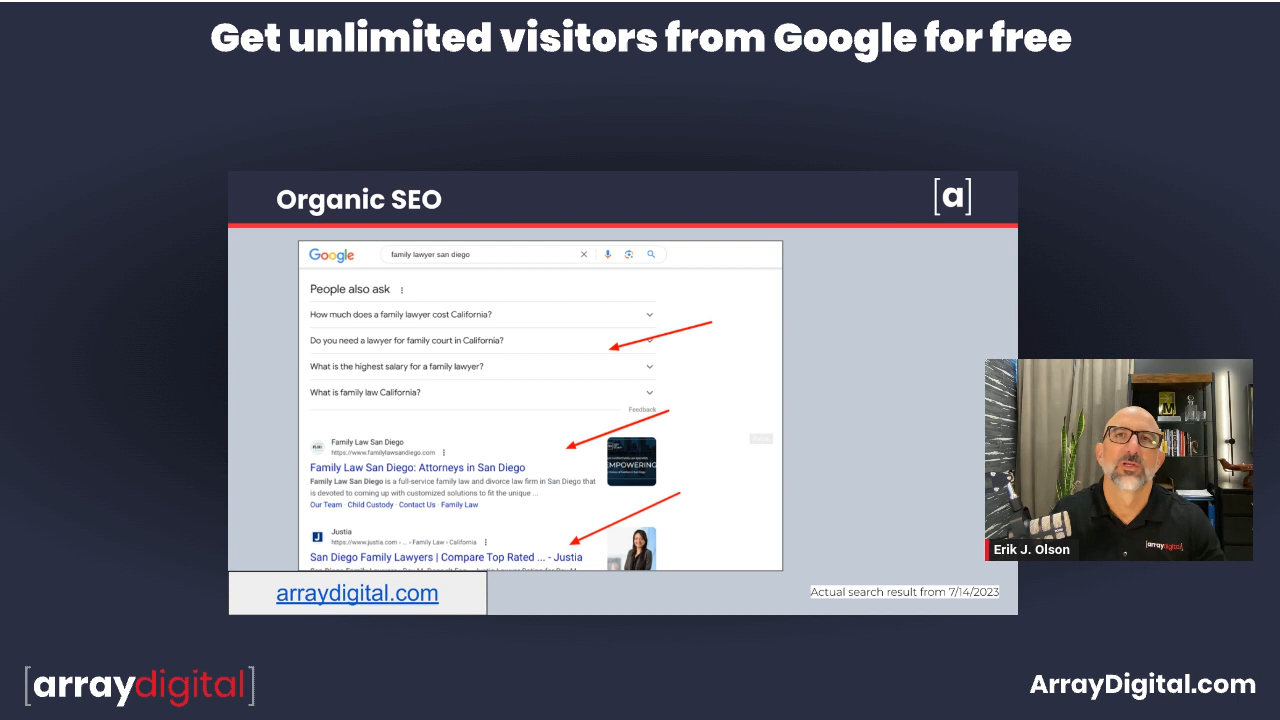 Get unlimited visitors from Google for free
Organic SEO
[a]
Google
family lawyer san diego
People also ask
How much does a family lawyer cost California?
Do you need a lawyer for family court in California?
What is the highest salary for a family lawyer?
What is family law California?
Feedback
Family Law San Diego
https://www.familylawsandiego.com
Family Law San Diego: Attorneys in San Diego
Family Law San Diego is a full-service family law and divorce law firm in San Diego that
is devoted to coming up with customized solutions to fit the unique ...
Our Team · Child Custody · Contact Us · Family Law
EMPOWERING
Justia
https://www.justia.com › ... › Family Law › California
San Diego Family Lawyers | Compare Top Rated ... - Justia
arraydigital.com
Actual search result from 7/14/2023
[arraydigital]
Erik J. Olson
[arraydigital]
ArrayDigital.com